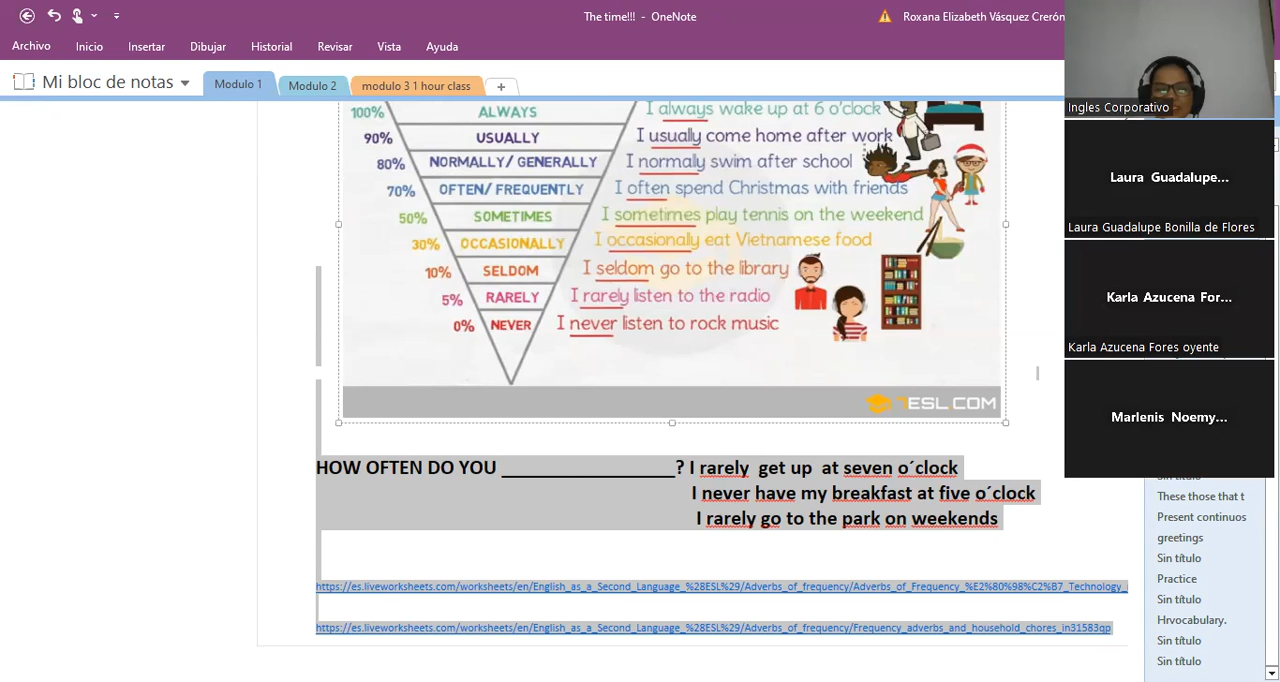 The time!!! - OneNote
Roxana Elizabeth Vásquez Crerón
Archivo Inicio Insertar Dibujar Historial Revisar Vista Ayuda
Mi bloc de notas Modulo 1 Modulo 2 modulo 3 1 hour class +
100% ALWAYS I always wake up at 6 o'clock
90% USUALLY I usually come home after work
80% NORMALLY/ GENERALLY I normally swim after school
70% OFTEN/ FREQUENTLY I often spend Christmas with friends
50% SOMETIMES I sometimes play tennis on the weekend
30% OCCASIONALLY I occasionally eat Vietnamese food
10% SELDOM I seldom go to the library
5% RARELY I rarely listen to the radio
0% NEVER I never listen to rock music
7ESL.COM
HOW OFTEN DO YOU _________________? I rarely get up at seven o´clock
I never have my breakfast at five o´clock
I rarely go to the park on weekends
https://es.liveworksheets.com/worksheets/en/English_as_a_Second_Language_%28ESL%29/Adverbs_of_frequency/Adverbs_of_Frequency_%E2%80%98%C2%B7_Technology_
https://es.liveworksheets.com/worksheets/en/English_as_a_Second_Language_%28ESL%29/Adverbs_of_frequency/Frequency_adverbs_and_household_chores_in31583qp
Ingles Corporativo
Laura Guadalupe...
Laura Guadalupe Bonilla de Flores
Karla Azucena For...
Karla Azucena Fores oyente
Marlenis Noemy...
Sin título
These those that t
Present continuos
greetings
Sin título
Practice
Sin título
Hrvocabulary.
Sin título
Sin título